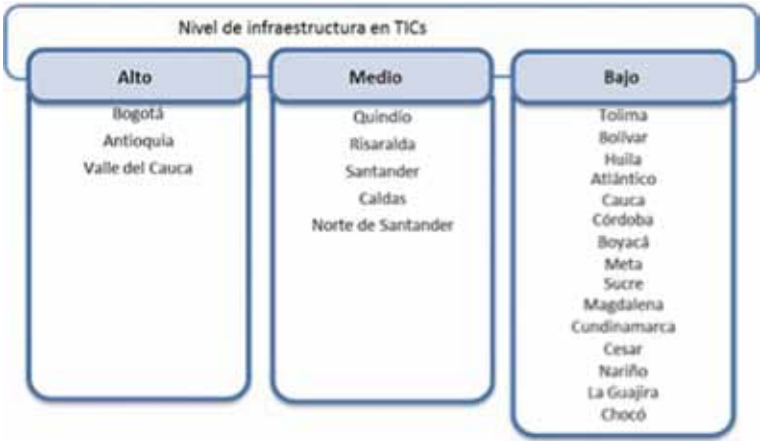 Nivel de infraestructura en TICs
Alto
Bogotá
Antioquia
Valle del Cauca
Medio
Quindío
Risaralda
Santander
Caldas
Norte de Santander
Bajo
Tolima
Bolívar
Huila
Atlántico
Cauca
Córdoba
Boyacá
Meta
Sucre
Magdalena
Cundinamarca
Cesar
Nariño
La Guajira
Chocó